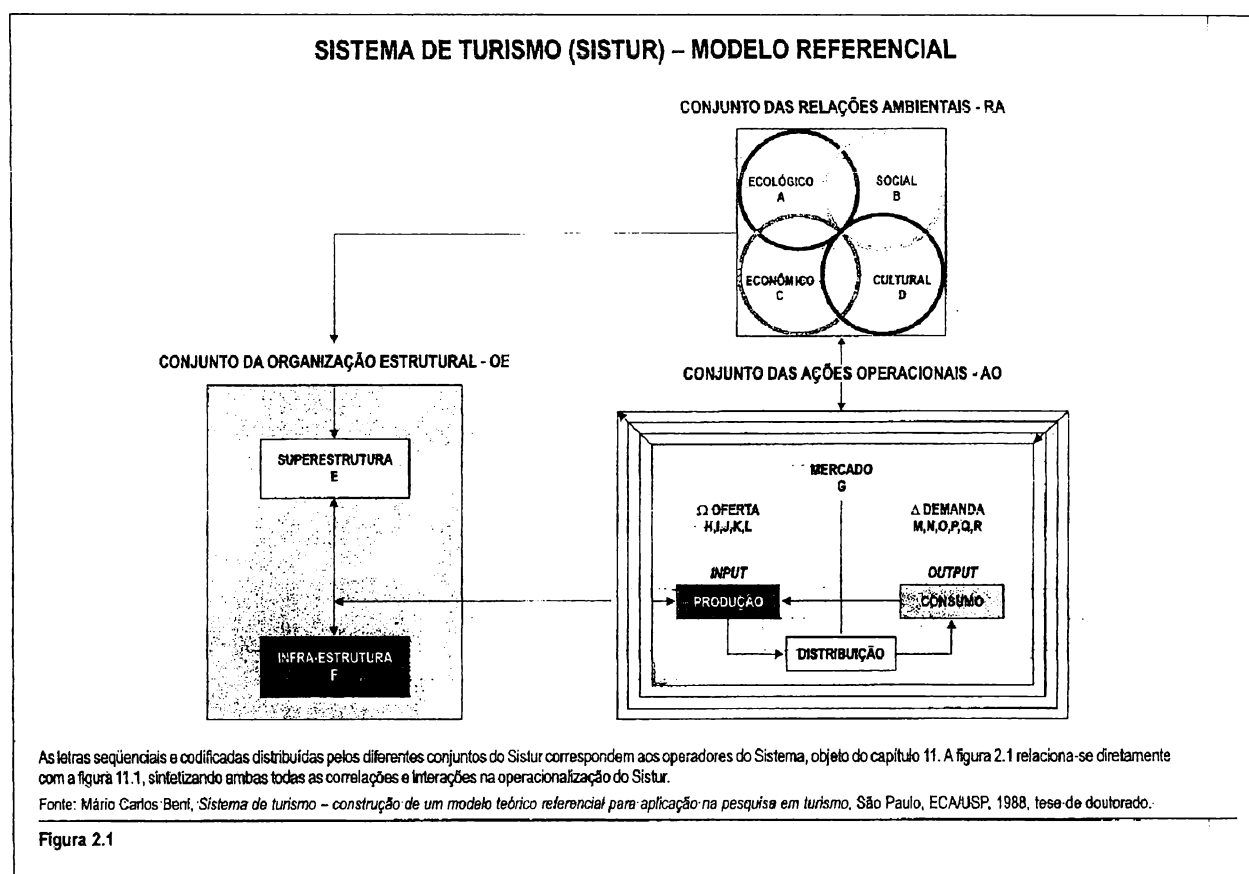 SISTEMA DE TURISMO (SISTUR) – MODELO REFERENCIAL
CONJUNTO DAS RELAÇÕES AMBIENTAIS - RA
ECOLÓGICO
A
SOCIAL
B
ECONÔMICO
C
CULTURAL
D
CONJUNTO DA ORGANIZAÇÃO ESTRUTURAL - OE
SUPERESTRUTURA
E
INFRA-ESTRUTURA
F
CONJUNTO DAS AÇÕES OPERACIONAIS - AO
MERCADO
G
Ω OFERTA
H,I,J,K,L
Δ DEMANDA
M,N,O,P,Q,R
INPUT
PRODUÇÃO
OUTPUT
CONSUMO
DISTRIBUIÇÃO
As letras seqüenciais e codificadas distribuídas pelos diferentes conjuntos do Sistur correspondem aos operadores do Sistema, objeto do capítulo 11. A figura 2.1 relaciona-se diretamente
com a figura 11.1, sintetizando ambas todas as correlações e interações na operacionalização do Sistur.
Fonte: Mário Carlos Beni, Sistema de turismo – construção de um modelo teórico referencial para aplicação na pesquisa em turismo, São Paulo, ECA/USP, 1988, tese de doutorado.
Figura 2.1